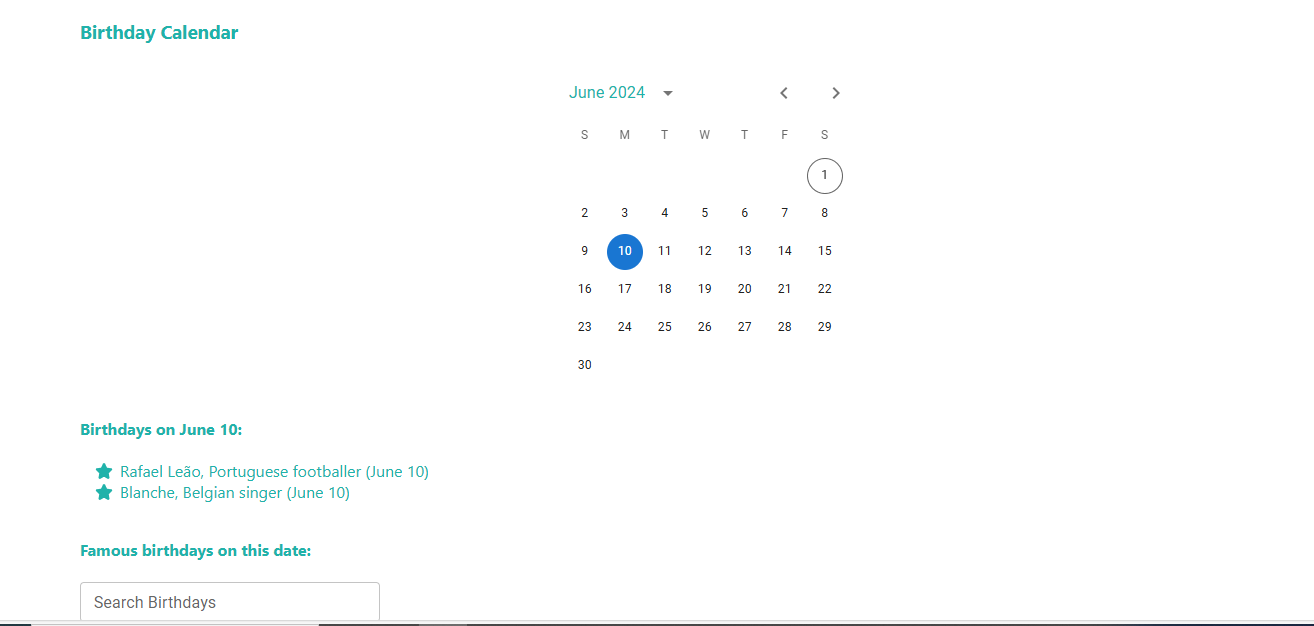 Birthday Calendar
June 2024
S M T W T F S
1
2 3 4 5 6 7 8
9 10 11 12 13 14 15
16 17 18 19 20 21 22
23 24 25 26 27 28 29
30
Birthdays on June 10:
Rafael Leão, Portuguese footballer (June 10)
Blanche, Belgian singer (June 10)
Famous birthdays on this date:
Search Birthdays